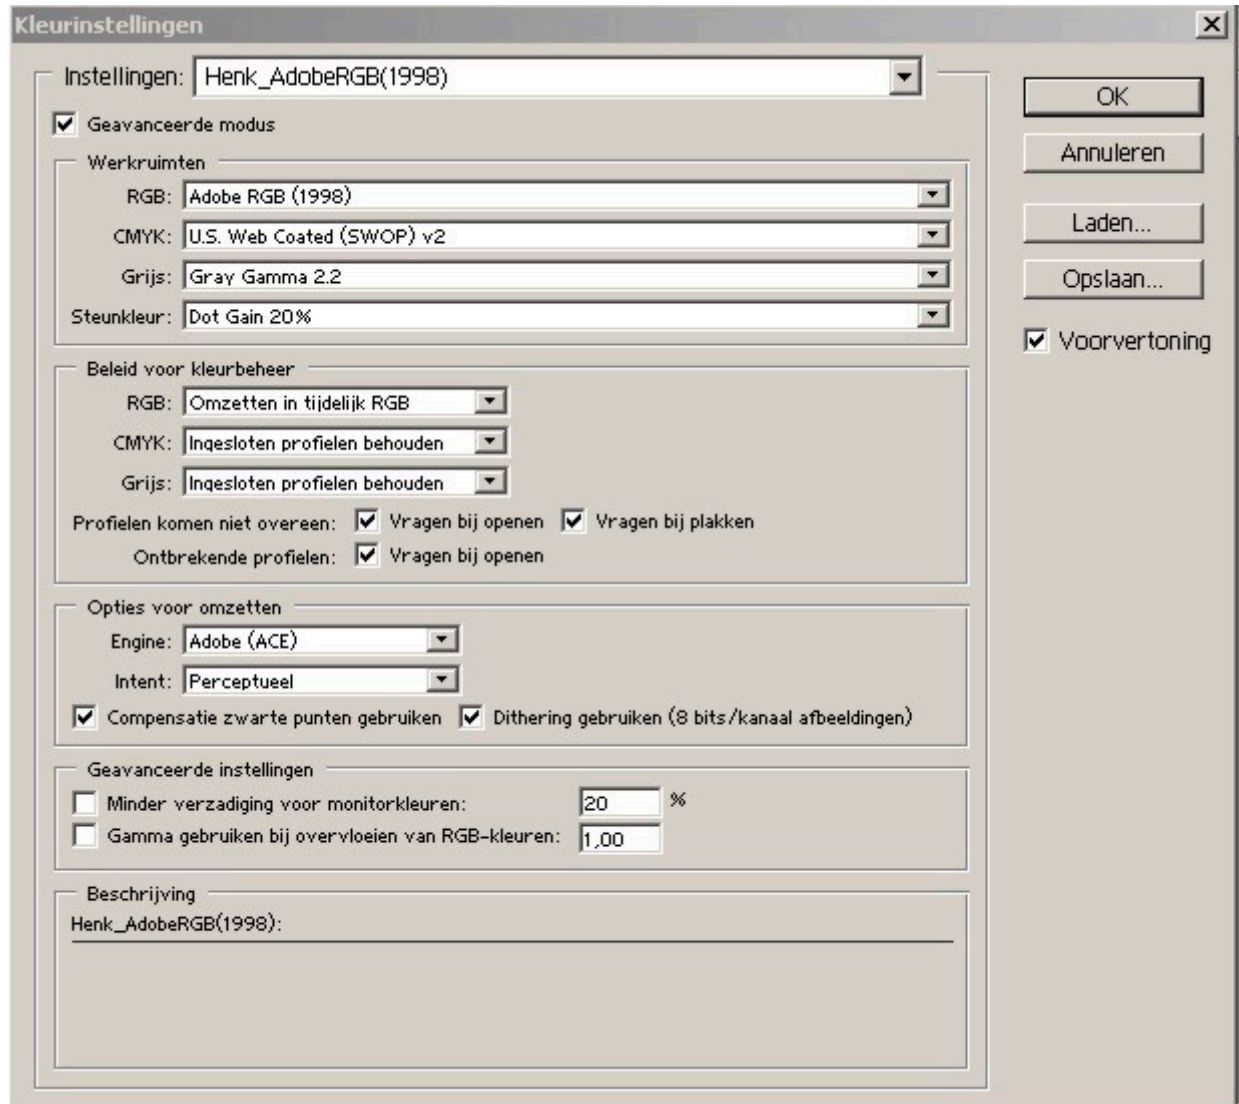 Kleurinstellingen
Instellingen: Henk_AdobeRGB(1998)
OK
Geavanceerde modus
Annuleren
Werkruimten
RGB: Adobe RGB (1998)
CMYK: U.S. Web Coated (SWOP) v2
Laden...
Grijs: Gray Gamma 2.2
Opslaan...
Steunkleur: Dot Gain 20%
Voorvertoning
Beleid voor kleurbeheer
RGB: Omzetten in tijdelijk RGB
CMYK: Ingesloten profielen behouden
Grijs: Ingesloten profielen behouden
Profielen komen niet overeen: Vragen bij openen Vragen bij plakken
Ontbrekende profielen: Vragen bij openen
Opties voor omzetten
Engine: Adobe (ACE)
Intent: Perceptueel
Compensatie zwarte punten gebruiken Dithering gebruiken (8 bits/kanaal afbeeldingen)
Geavanceerde instellingen
Minder verzadiging voor monitorkleuren: 20 %
Gamma gebruiken bij overvloeien van RGB-kleuren: 1,00
Beschrijving
Henk_AdobeRGB(1998):